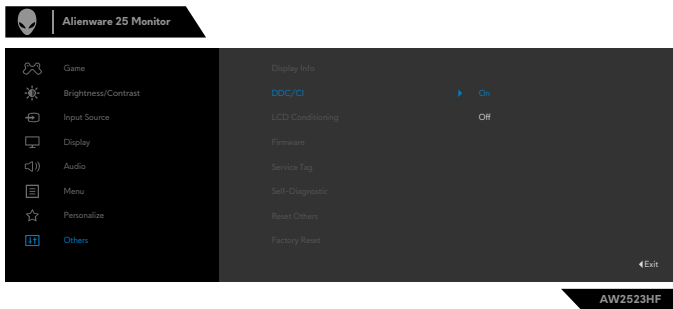 Alienware 25 Monitor
Game
Display Info
Brightness/Contrast
DDC/CI
On
Input Source
LCD Conditioning
Off
Display
Firmware
Audio
Service Tag
Menu
Self-Diagnostic
Personalize
Reset Others
Others
Factory Reset
Exit
AW2523HF